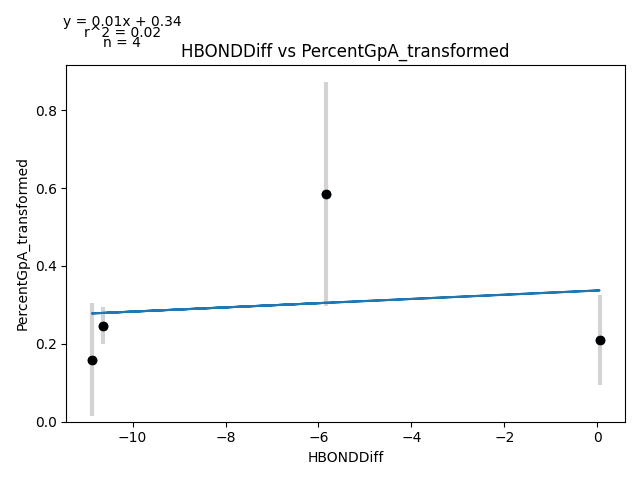 y = 0.01x + 0.34
r^2 = 0.02
n = 4
HBONDDiff vs PercentGpA_transformed
PercentGpA_transformed
0.8
0.6
0.4
0.2
0.0
−10
−8
−6
−4
−2
0
HBONDDiff